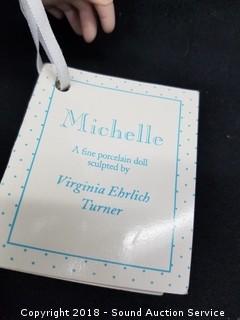 Michelle
A fine porcelain doll
sculpted by
Virginia Ehrlich
Turner
Copyright 2018 - Sound Auction Service